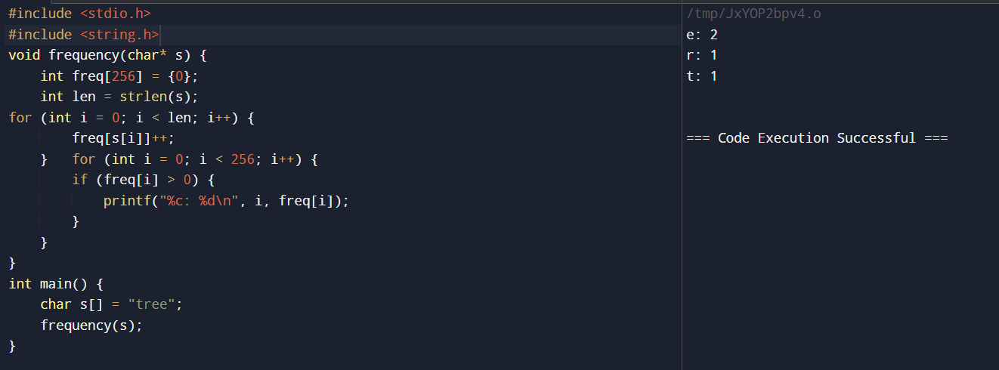 #include <stdio.h>
#include <string.h>
void frequency(char* s) {
    int freq[256] = {0};
    int len = strlen(s);
for (int i = 0; i < len; i++) {
        freq[s[i]]++;
    }   for (int i = 0; i < 256; i++) {
        if (freq[i] > 0) {
            printf("%c: %d\n", i, freq[i]);
        }
    }
}
int main() {
    char s[] = "tree";
    frequency(s);
}
/tmp/JxYOP2bpv4.o
e: 2
r: 1
t: 1
=== Code Execution Successful ===